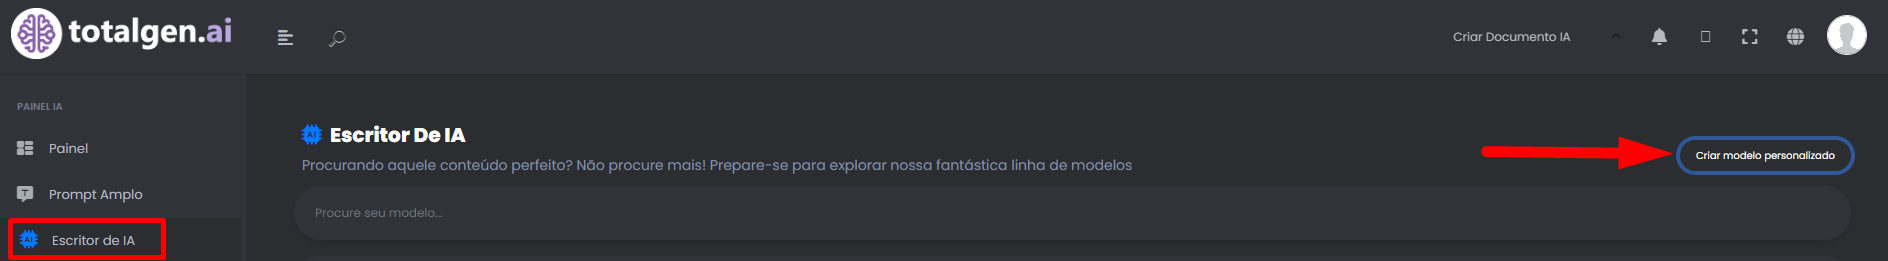 totalgen.ai
Criar Documento IA
PAINEL IA
Painel
Prompt Amplo
AI Escritor de IA
AI Escritor De IA
Procurando aquele conteúdo perfeito? Não procure mais! Prepare-se para explorar nossa fantástica linha de modelos
Criar modelo personalizado
Procure seu modelo...